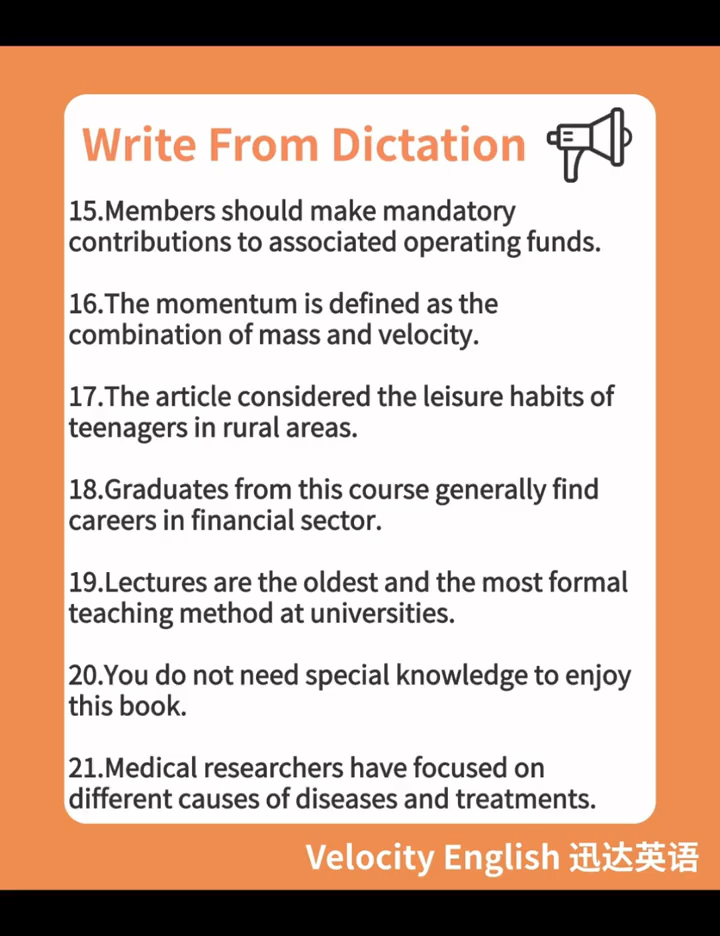 Write From Dictation
15.Members should make mandatory
contributions to associated operating funds.
16.The momentum is defined as the
combination of mass and velocity.
17.The article considered the leisure habits of
teenagers in rural areas.
18.Graduates from this course generally find
careers in financial sector.
19.Lectures are the oldest and the most formal
teaching method at universities.
20.You do not need special knowledge to enjoy
this book.
21.Medical researchers have focused on
different causes of diseases and treatments.
Velocity English 迅达英语